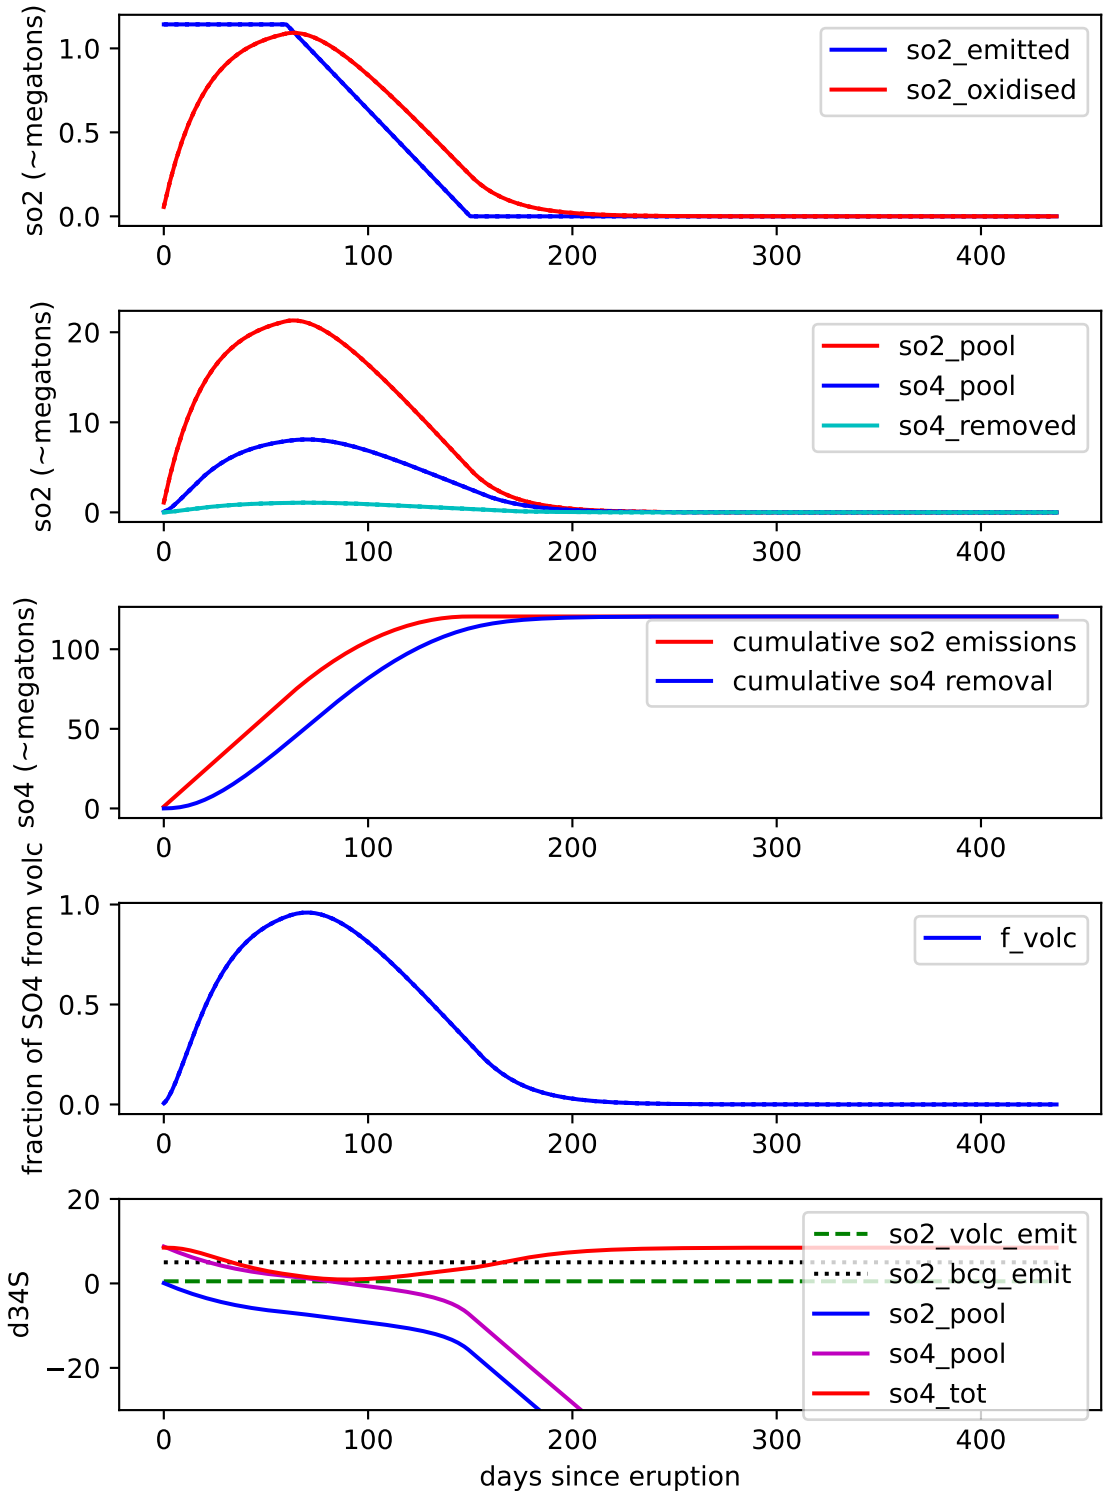 so2 (~megatons)
1.0
0.5
0.0
so2_emitted
so2_oxidised
0 100 200 300 400
so2 (~megatons)
20
10
0
so2_pool
so4_pool
so4_removed
0 100 200 300 400
so4 (~megatons)
100
50
0
cumulative so2 emissions
cumulative so4 removal
0 100 200 300 400
fraction of SO4 from volc
1.0
0.5
0.0
f_volc
0 100 200 300 400
d34S
20
0
−20
so2_volc_emit
so2_bcg_emit
so2_pool
so4_pool
so4_tot
0 100 200 300 400
days since eruption